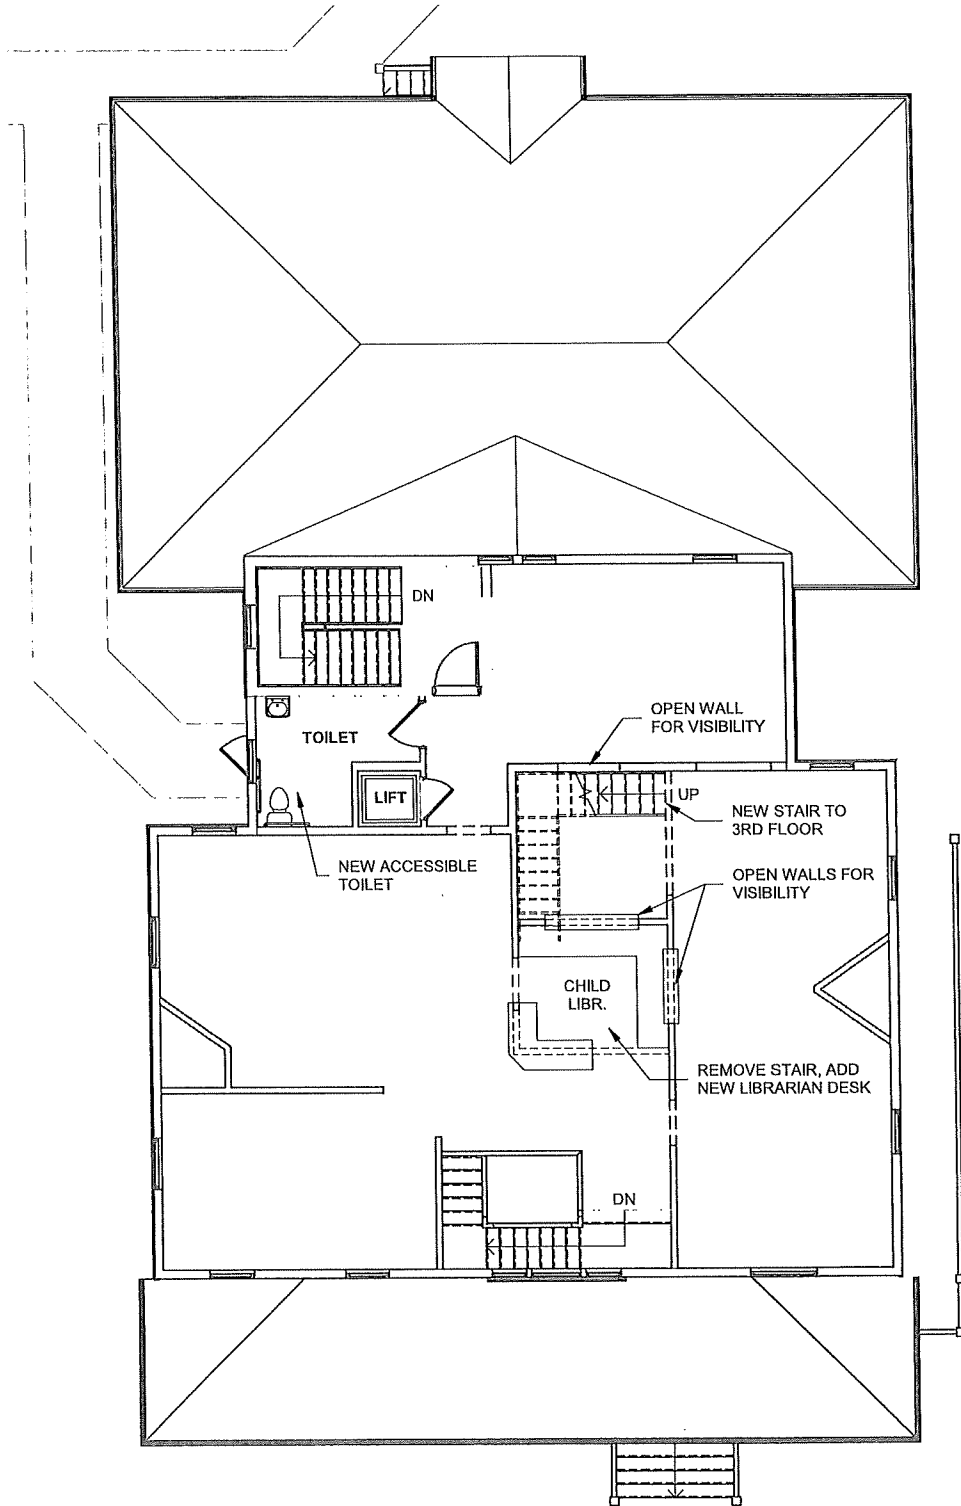 DN
OPEN WALL
FOR VISIBILITY
TOILET
LIFT
UP
NEW STAIR TO
3RD FLOOR
NEW ACCESSIBLE
TOILET
OPEN WALLS FOR
VISIBILITY
CHILD
LIBR.
REMOVE STAIR, ADD
NEW LIBRARIAN DESK
DN